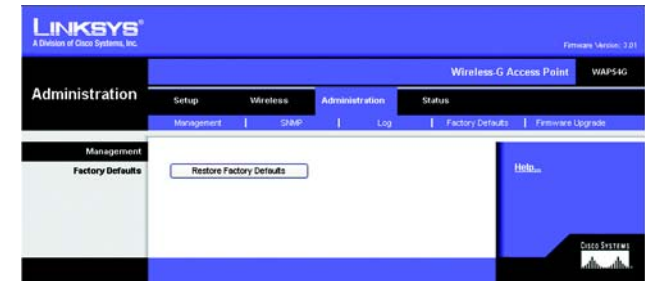 LINKSYS®
A Division of Cisco Systems, Inc.
Firmware Version: 3.01
Wireless-G Access Point WAP54G
Administration
Setup Wireless Administration Status
Management | SNMP | Log | Factory Defaults | Firmware Upgrade
Management
Factory Defaults
Restore Factory Defaults
Help...
CISCO SYSTEMS